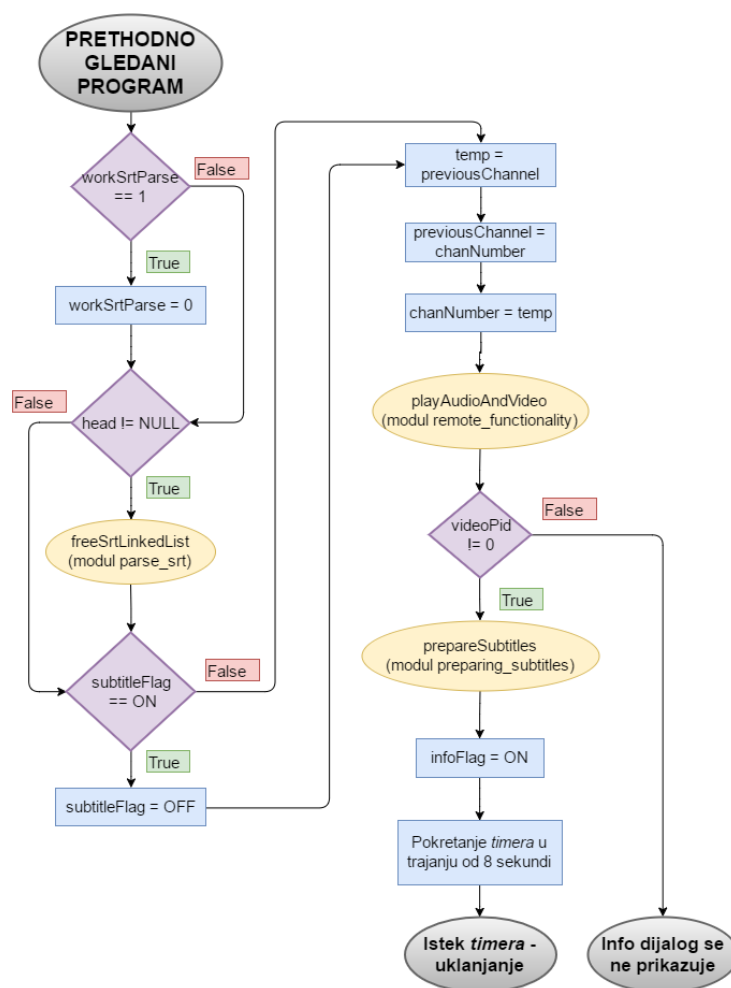 PRETHODNO
GLEDANI
PROGRAM
workSrtParse
== 1
False
True
workSrtParse = 0
head != NULL
False
True
freeSrtLinkedList
(modul parse_srt)
subtitleFlag
== ON
False
True
subtitleFlag = OFF
temp =
previousChannel
previousChannel =
chanNumber
chanNumber = temp
playAudioAndVideo
(modul remote_functionality)
videoPid
!= 0
False
True
prepareSubtitles
(modul preparing_subtitles)
infoFlag = ON
Pokretanje timera u
trajanju od 8 sekundi
Istek timera -
uklanjanje
Info dijalog se
ne prikazuje